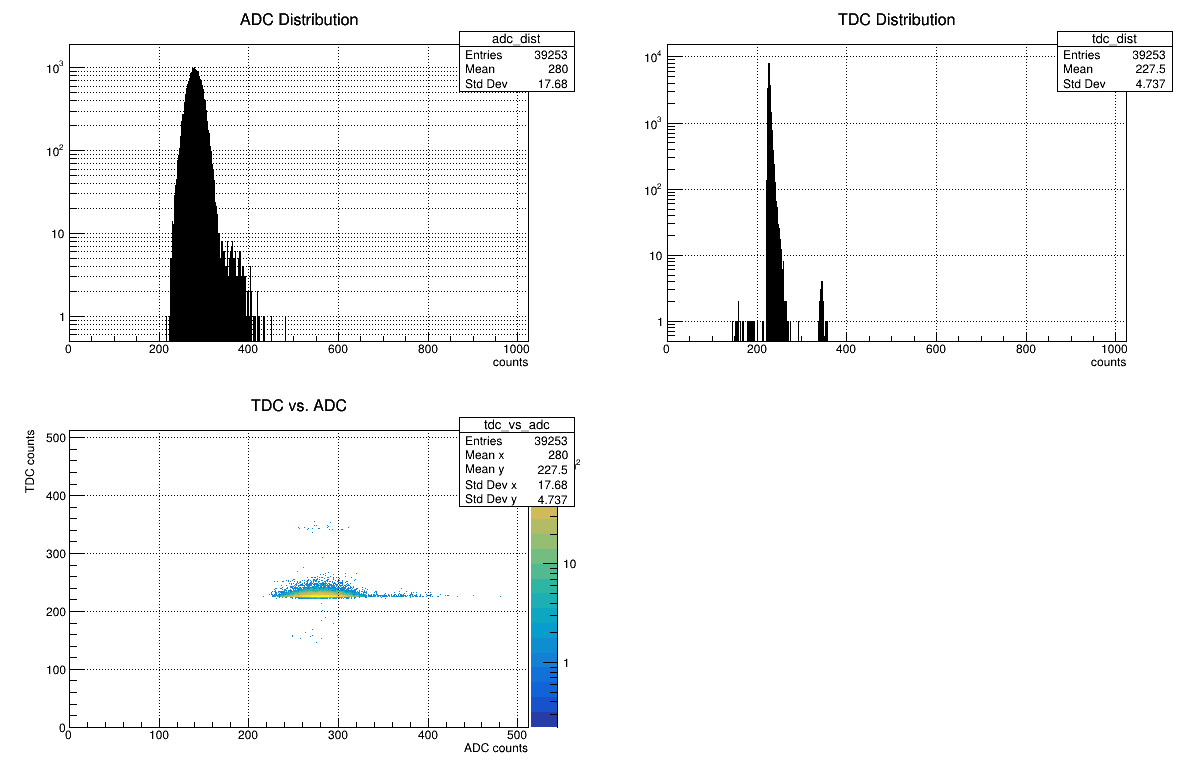 ADC Distribution
adc_dist
Entries 39253
Mean 280
Std Dev 17.68
10³
10²
10
1
0 200 400 600 800 1000
counts
TDC Distribution
tdc_dist
Entries 39253
Mean 227.5
Std Dev 4.737
10⁴
10³
10²
10
1
0 200 400 600 800 1000
counts
TDC vs. ADC
tdc_vs_adc
Entries 39253
Mean x 280
Mean y 227.5
Std Dev x 17.68
Std Dev y 4.737
TDC counts
500
400
300
200
100
0
0 100 200 300 400 500
ADC counts
2
10
1